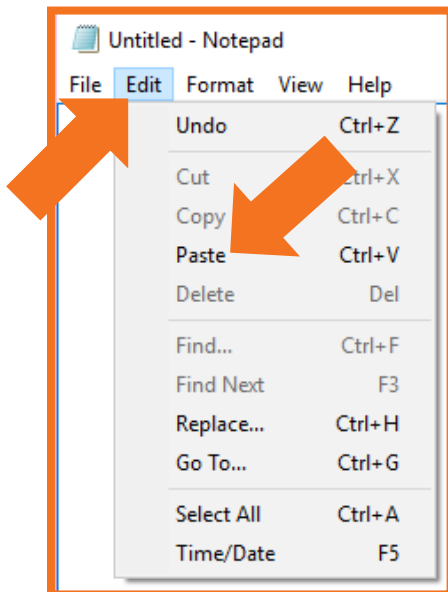 Untitled - Notepad
File Edit Format View Help
Undo Ctrl+Z
Cut Ctrl+X
Copy Ctrl+C
Paste Ctrl+V
Delete Del
Find... Ctrl+F
Find Next F3
Replace... Ctrl+H
Go To... Ctrl+G
Select All Ctrl+A
Time/Date F5